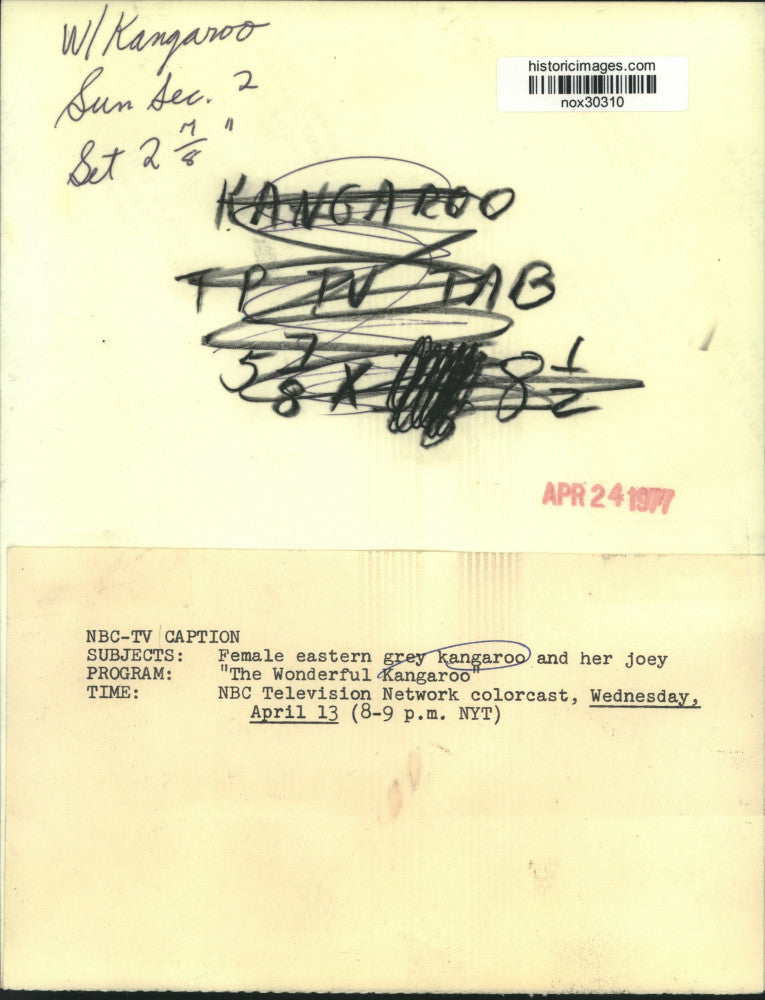 W/ Kangaroo
Sun Sec. 2
Set 2 7/8"
historicimages.com
nox30310
KANGAROO
TP TV TAB
5 7/8 X 8 1/2
APR 24 1977
NBC-TV CAPTION
SUBJECTS: Female eastern grey kangaroo and her joey
PROGRAM: "The Wonderful Kangaroo"
TIME: NBC Television Network colorcast, Wednesday,
April 13 (8-9 p.m. NYT)